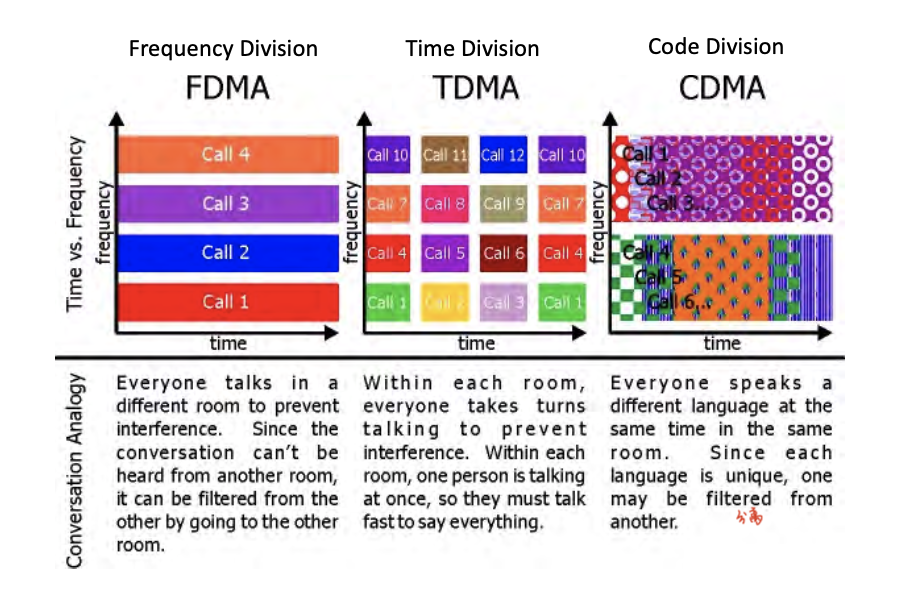 Frequency Division
Time Division
Code Division
FDMA
TDMA
CDMA
Time vs. Frequency
frequency
Call 4
Call 3
Call 2
Call 1
time
frequency
Call 10 Call 11 Call 12 Call 10
Call 7 Call 8 Call 9 Call 7
Call 4 Call 5 Call 6 Call 4
Call 1 Call 2 Call 3 Call 1
time
frequency
Call 1
Call 2
Call 3...
Call 4
Call 5
Call 6...
time
Conversation Analogy
Everyone talks in a
different room to prevent
interference. Since the
conversation can't be
heard from another room,
it can be filtered from the
other by going to the other
room.
Within each room,
everyone takes turns
talking to prevent
interference. Within each
room, one person is talking
at once, so they must talk
fast to say everything.
Everyone speaks a
different language at the
same time in the same
room. Since each
language is unique, one
may be filtered from
another.
分离